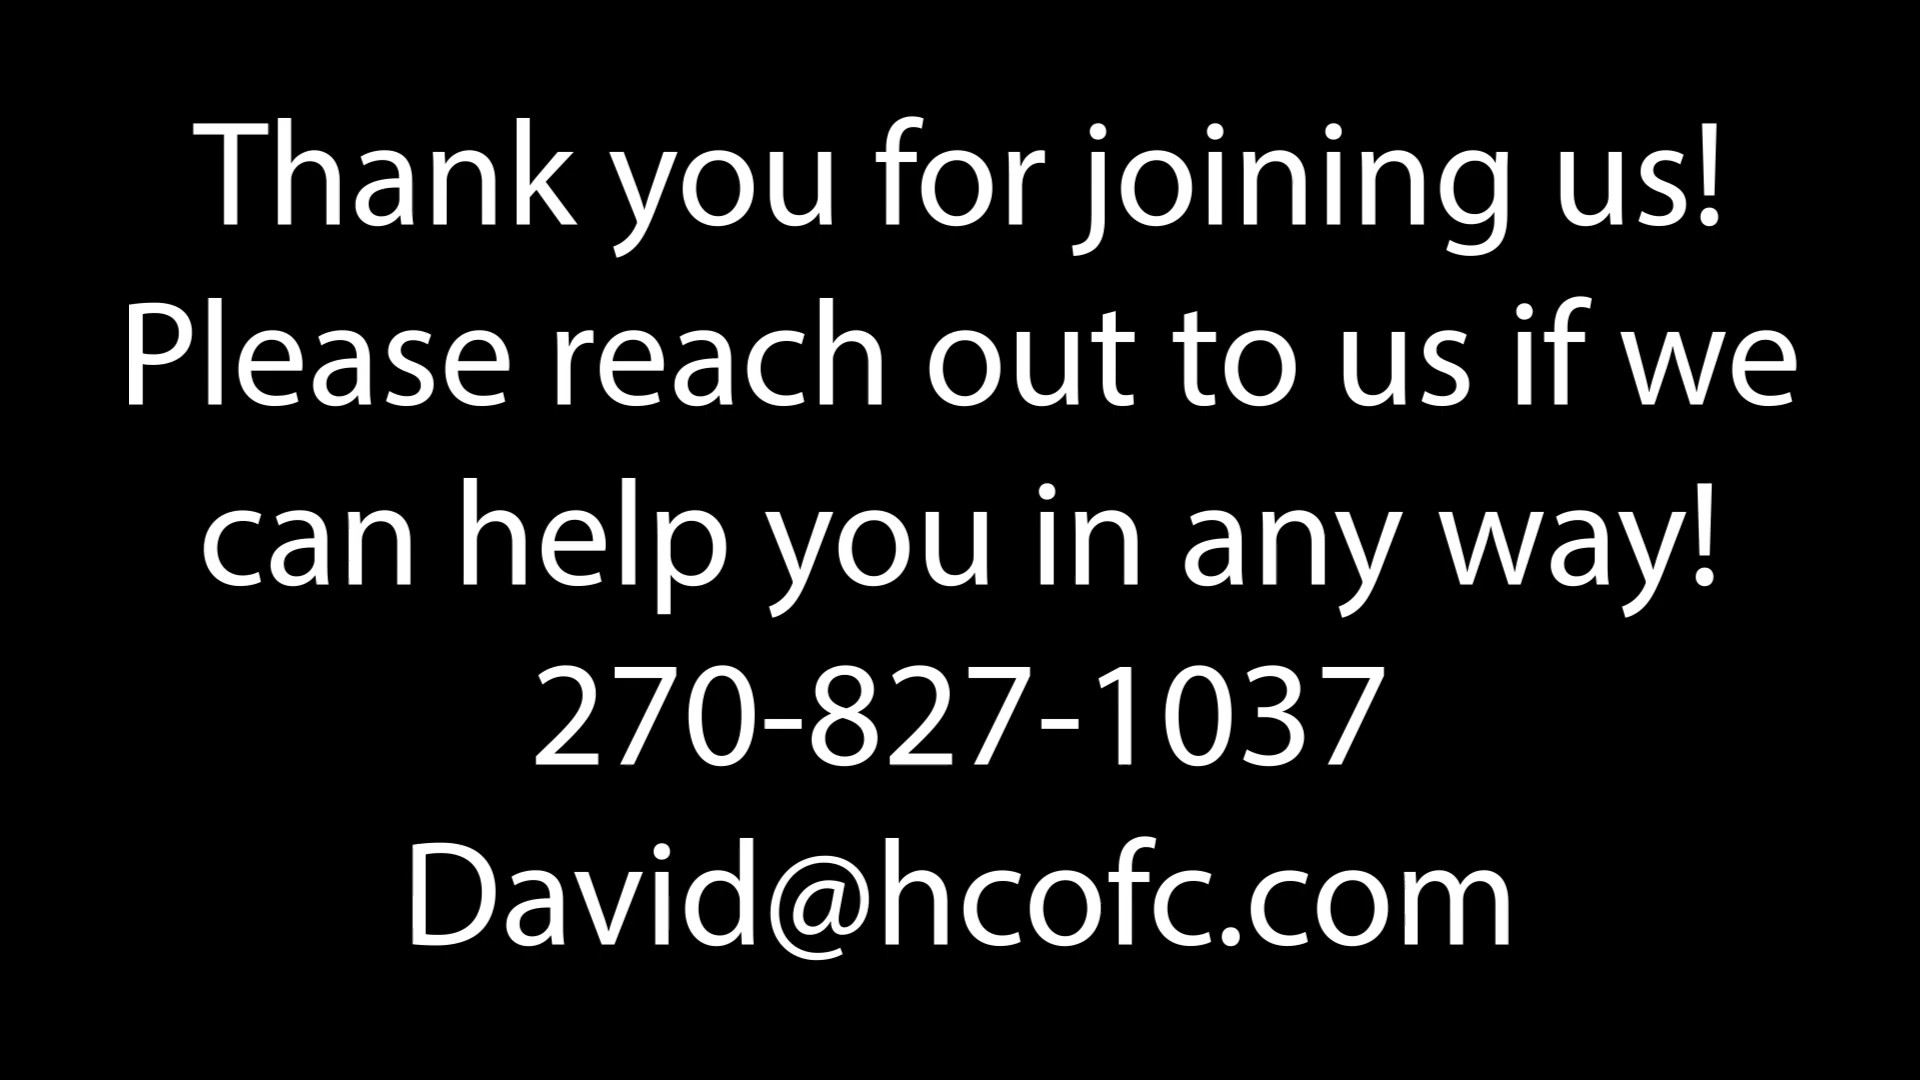 Thank you for joining us!
Please reach out to us if we
can help you in any way!
270-827-1037
David@hcofc.com